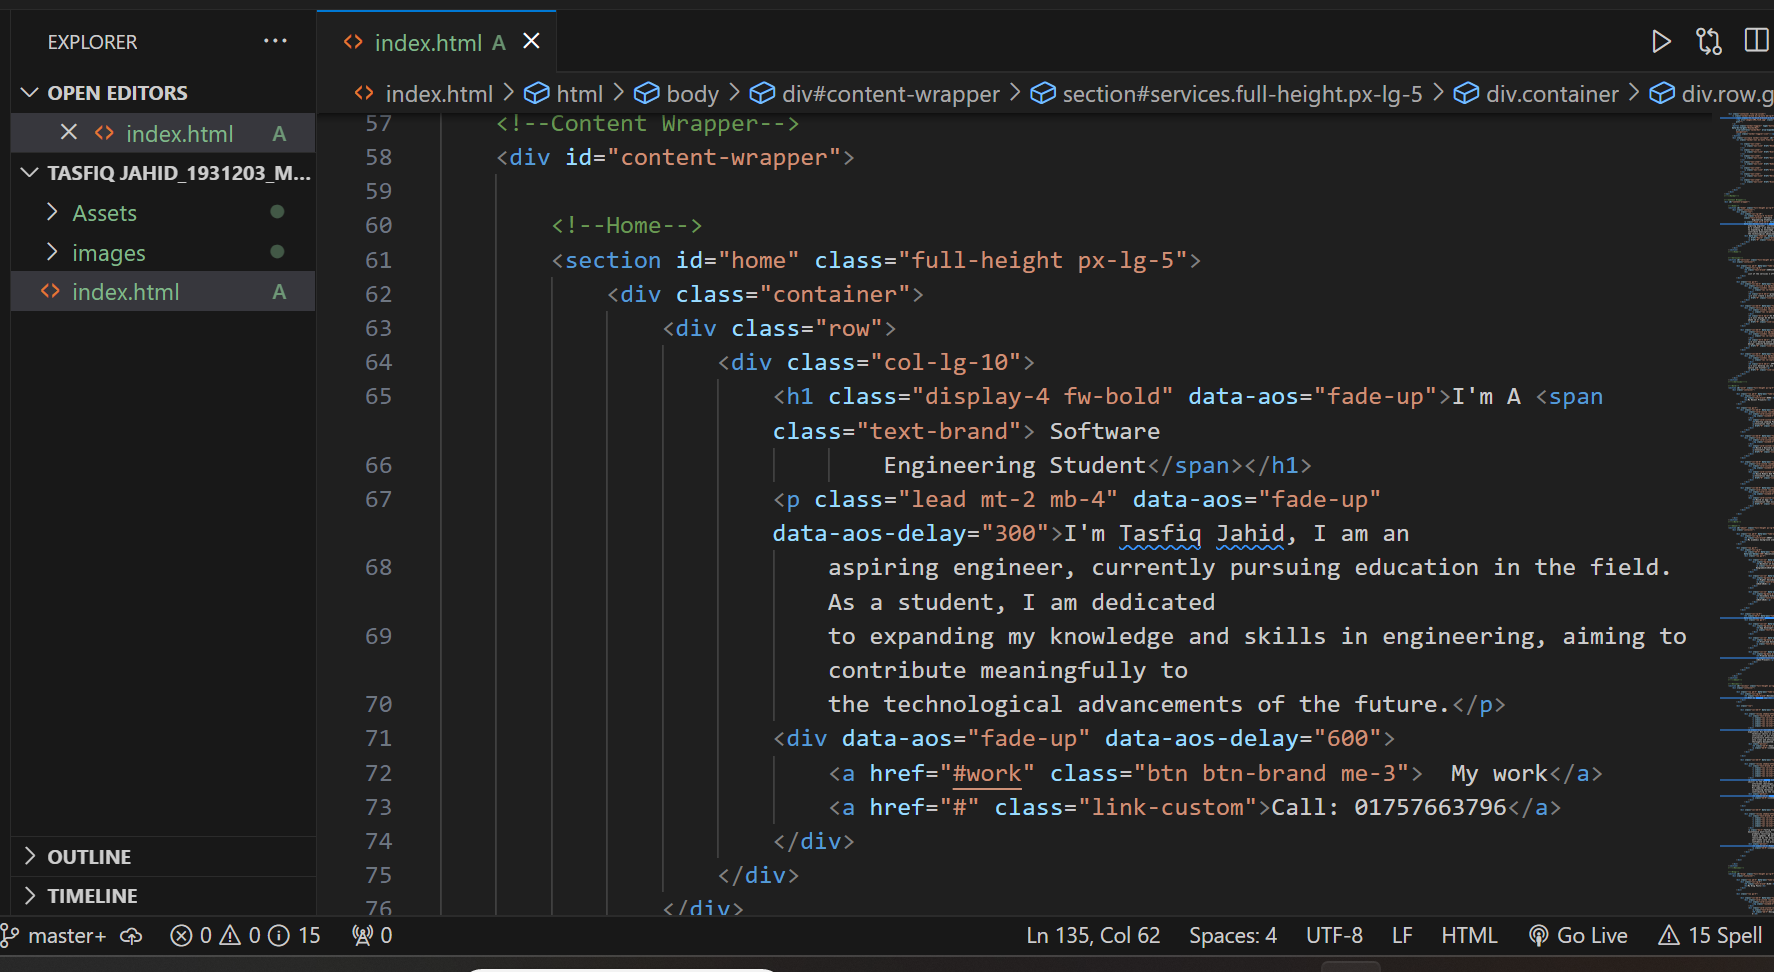 EXPLORER ···
OPEN EDITORS
index.html A
TASFIQ JAHID_1931203_M...
Assets
images
index.html A
OUTLINE
TIMELINE
index.html A
index.html > html > body > div#content-wrapper > section#services.full-height.px-lg-5 > div.container > div.row.g
57 <!--Content Wrapper-->
58 <div id="content-wrapper">
59
60 <!--Home-->
61 <section id="home" class="full-height px-lg-5">
62 <div class="container">
63 <div class="row">
64 <div class="col-lg-10">
65 <h1 class="display-4 fw-bold" data-aos="fade-up">I'm A <span
class="text-brand"> Software
66 Engineering Student</span></h1>
67 <p class="lead mt-2 mb-4" data-aos="fade-up"
data-aos-delay="300">I'm Tasfiq Jahid, I am an
68 aspiring engineer, currently pursuing education in the field.
As a student, I am dedicated
69 to expanding my knowledge and skills in engineering, aiming to
contribute meaningfully to
70 the technological advancements of the future.</p>
71 <div data-aos="fade-up" data-aos-delay="600">
72 <a href="#work" class="btn btn-brand me-3">  My work</a>
73 <a href="#" class="link-custom">Call: 01757663796</a>
74 </div>
75 </div>
76 </div>
master+ 0 0 15 0 Ln 135, Col 62 Spaces: 4 UTF-8 LF HTML Go Live 15 Spell